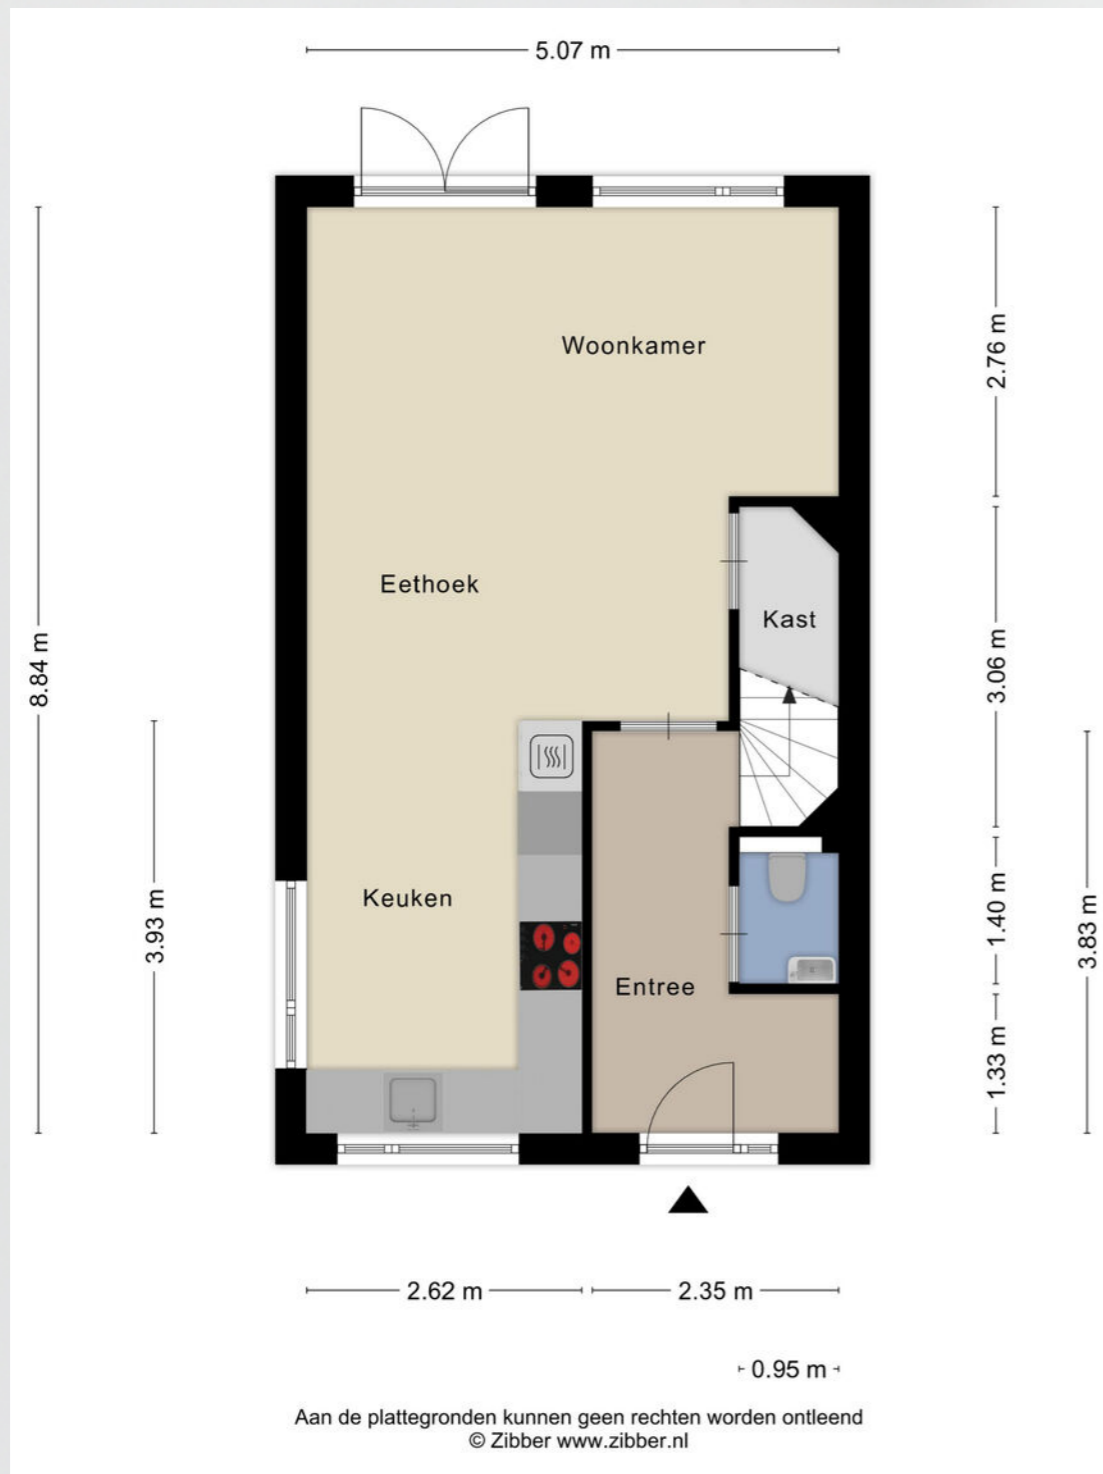 5.07 m
Woonkamer
2.76 m
Eethoek
Kast
8.84 m
3.06 m
Keuken
3.93 m
1.40 m
3.83 m
Entree
1.33 m
2.62 m
2.35 m
0.95 m
Aan de plattegronden kunnen geen rechten worden ontleend
© Zibber www.zibber.nl